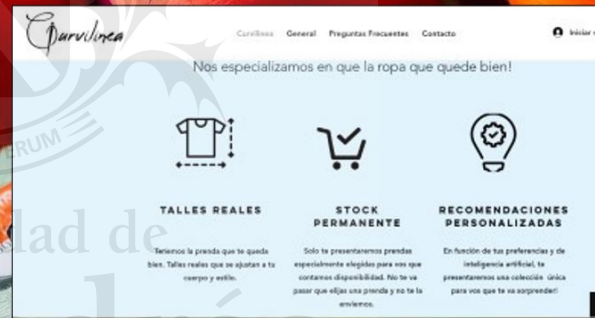 Curvilinea
Curvilinea General Preguntas Frecuentes Contacto Iniciar
Nos especializamos en que la ropa que quede bien!
TALLES REALES
Tenemos la prenda que te queda
bien. Talles reales que se ajustan a tu
cuerpo y estilo.
STOCK
PERMANENTE
Solo te presentaremos prendas
especialmente elegidas para vos que
contamos disponibilidad. No te va
pasar que elijas una prenda y no te la
enviemos.
RECOMENDACIONES
PERSONALIZADAS
En función de tus preferencias y de
inteligencia artificial, te
presentaremos una colección única
para vos que te va sorprender!
ERUM
dad de